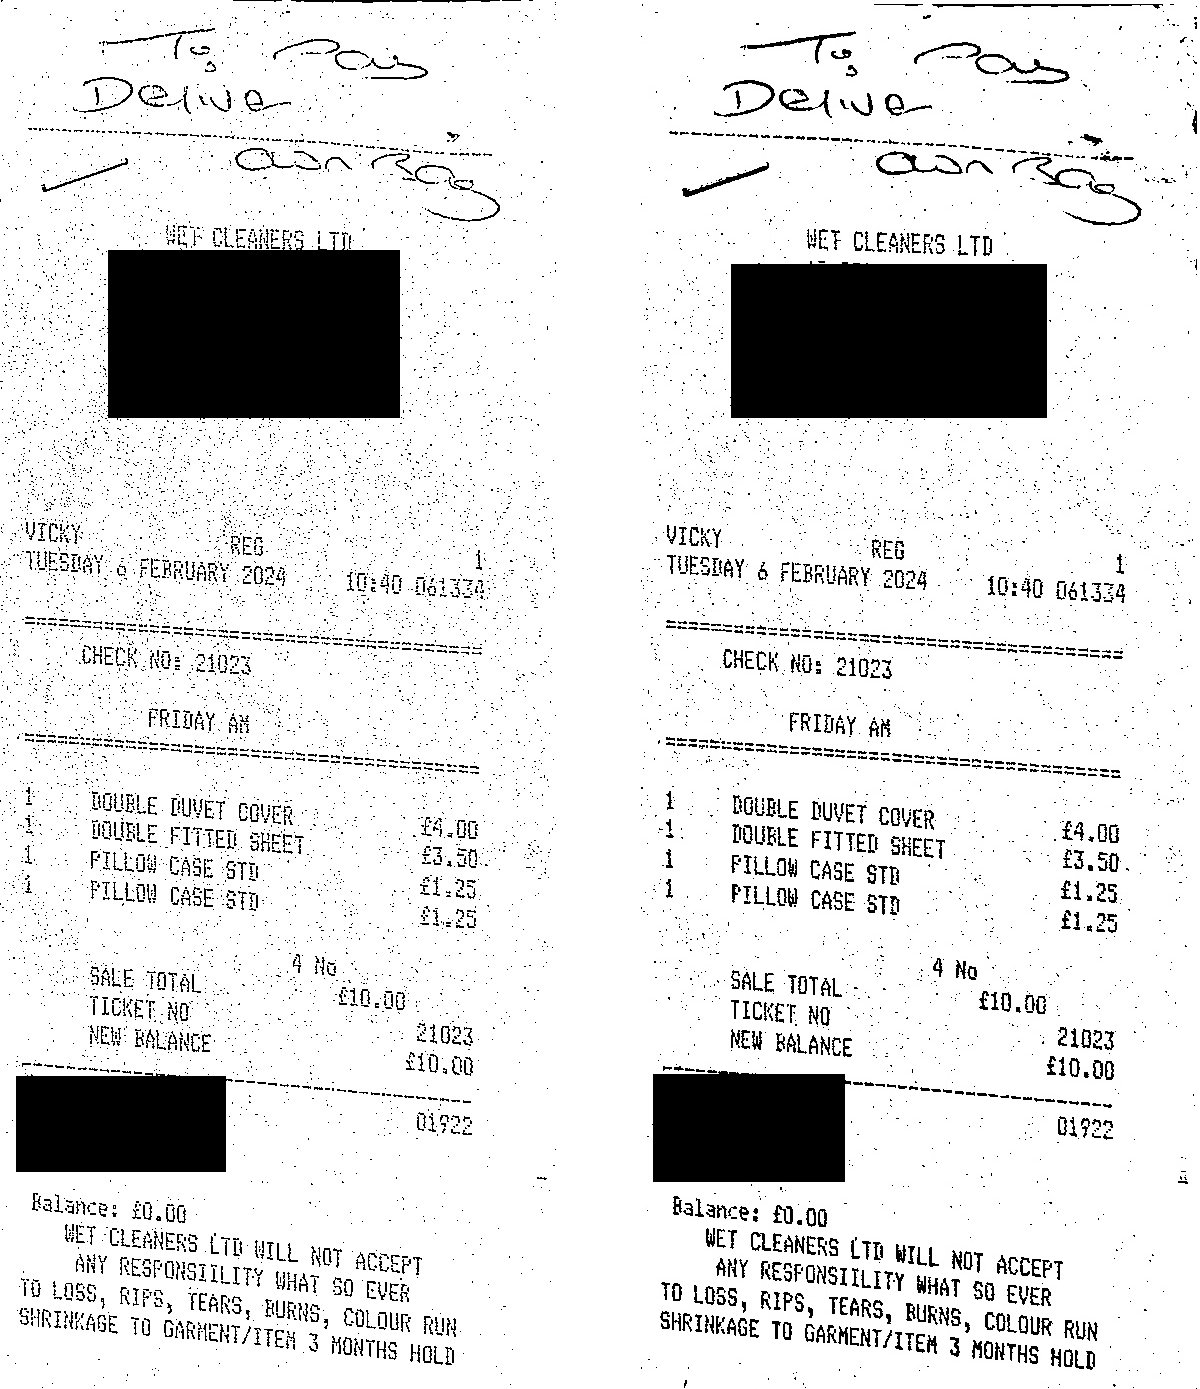 To Pay
Delive
Own Bag
WET CLEANERS LTD
VICKY REG 1
TUESDAY 6 FEBRUARY 2024 10:40 061334
CHECK NO: 21023
FRIDAY AM
1 DOUBLE DUVET COVER £4.00
1 DOUBLE FITTED SHEET £3.50
1 PILLOW CASE STD £1.25
1 PILLOW CASE STD £1.25
4 No
SALE TOTAL £10.00
TICKET NO 21023
NEW BALANCE £10.00
01922
Balance: £0.00
WET CLEANERS LTD WILL NOT ACCEPT
ANY RESPONSIILITY WHAT SO EVER
TO LOSS, RIPS, TEARS, BURNS, COLOUR RUN
SHRINKAGE TO GARMENT/ITEM 3 MONTHS HOLD
To Pay
Delive
Own Bag
WET CLEANERS LTD
VICKY REG 1
TUESDAY 6 FEBRUARY 2024 10:40 061334
CHECK NO: 21023
FRIDAY AM
1 DOUBLE DUVET COVER £4.00
1 DOUBLE FITTED SHEET £3.50
1 PILLOW CASE STD £1.25
1 PILLOW CASE STD £1.25
4 No
SALE TOTAL £10.00
TICKET NO 21023
NEW BALANCE £10.00
01922
Balance: £0.00
WET CLEANERS LTD WILL NOT ACCEPT
ANY RESPONSIILITY WHAT SO EVER
TO LOSS, RIPS, TEARS, BURNS, COLOUR RUN
SHRINKAGE TO GARMENT/ITEM 3 MONTHS HOLD